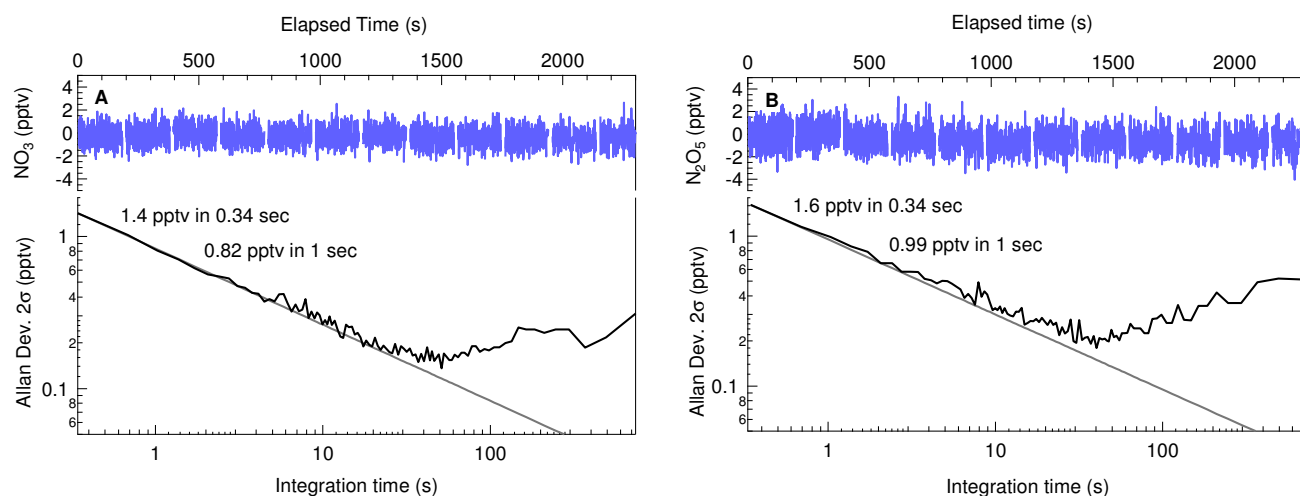 Elapsed Time (s)
0 500 1000 1500 2000
A
NO₃ (pptv)
4
2
0
-2
-4
1.4 pptv in 0.34 sec
0.82 pptv in 1 sec
Allan Dev. 2σ (pptv)
1
8
6
4
2
0.1
8
6
1 10 100
Integration time (s)
Elapsed time (s)
0 500 1000 1500 2000
B
N₂O₅ (pptv)
4
2
0
-2
-4
1.6 pptv in 0.34 sec
0.99 pptv in 1 sec
Allan Dev. 2σ (pptv)
1
8
6
4
2
0.1
8
6
1 10 100
Integration time (s)